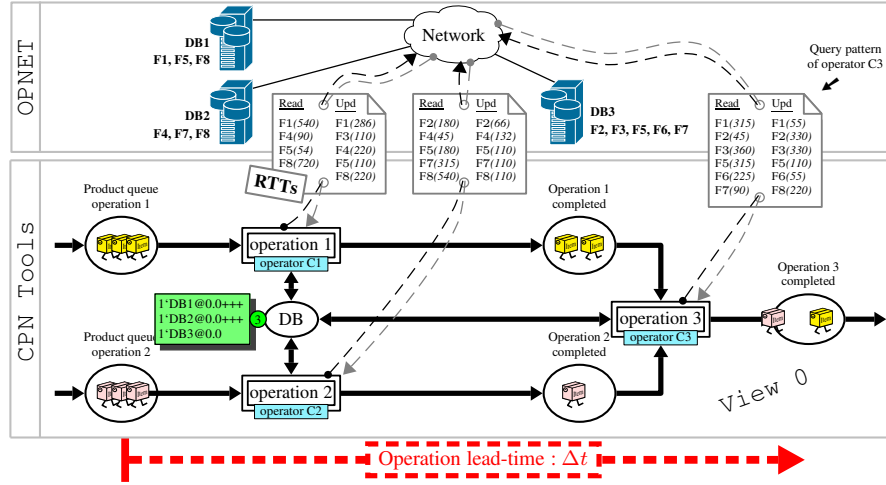 OPNET
DB1
F1, F5, F8
DB2
F4, F7, F8
Network
DB3
F2, F3, F5, F6, F7
Query pattern
of operator C3
Read Upd
F1(540) F1(286)
F4(90) F3(110)
F5(54) F4(220)
F8(720) F5(110)
F8(220)
Read Upd
F2(180) F2(66)
F4(45) F4(132)
F5(180) F5(110)
F7(315) F7(110)
F8(540) F8(110)
Read Upd
F1(315) F1(55)
F2(45) F2(330)
F3(360) F3(330)
F5(315) F5(110)
F6(225) F6(55)
F7(90) F8(220)
RTTs
CPN Tools
Product queue
operation 1
operation 1
operator C1
Operation 1
completed
1‘DB1@0.0+++
1‘DB2@0.0+++
1‘DB3@0.0
3
DB
operation 3
operator C3
Operation 3
completed
Item
Item
Product queue
operation 2
operation 2
operator C2
Operation 2
completed
Item
View 0
Operation lead-time : Δt